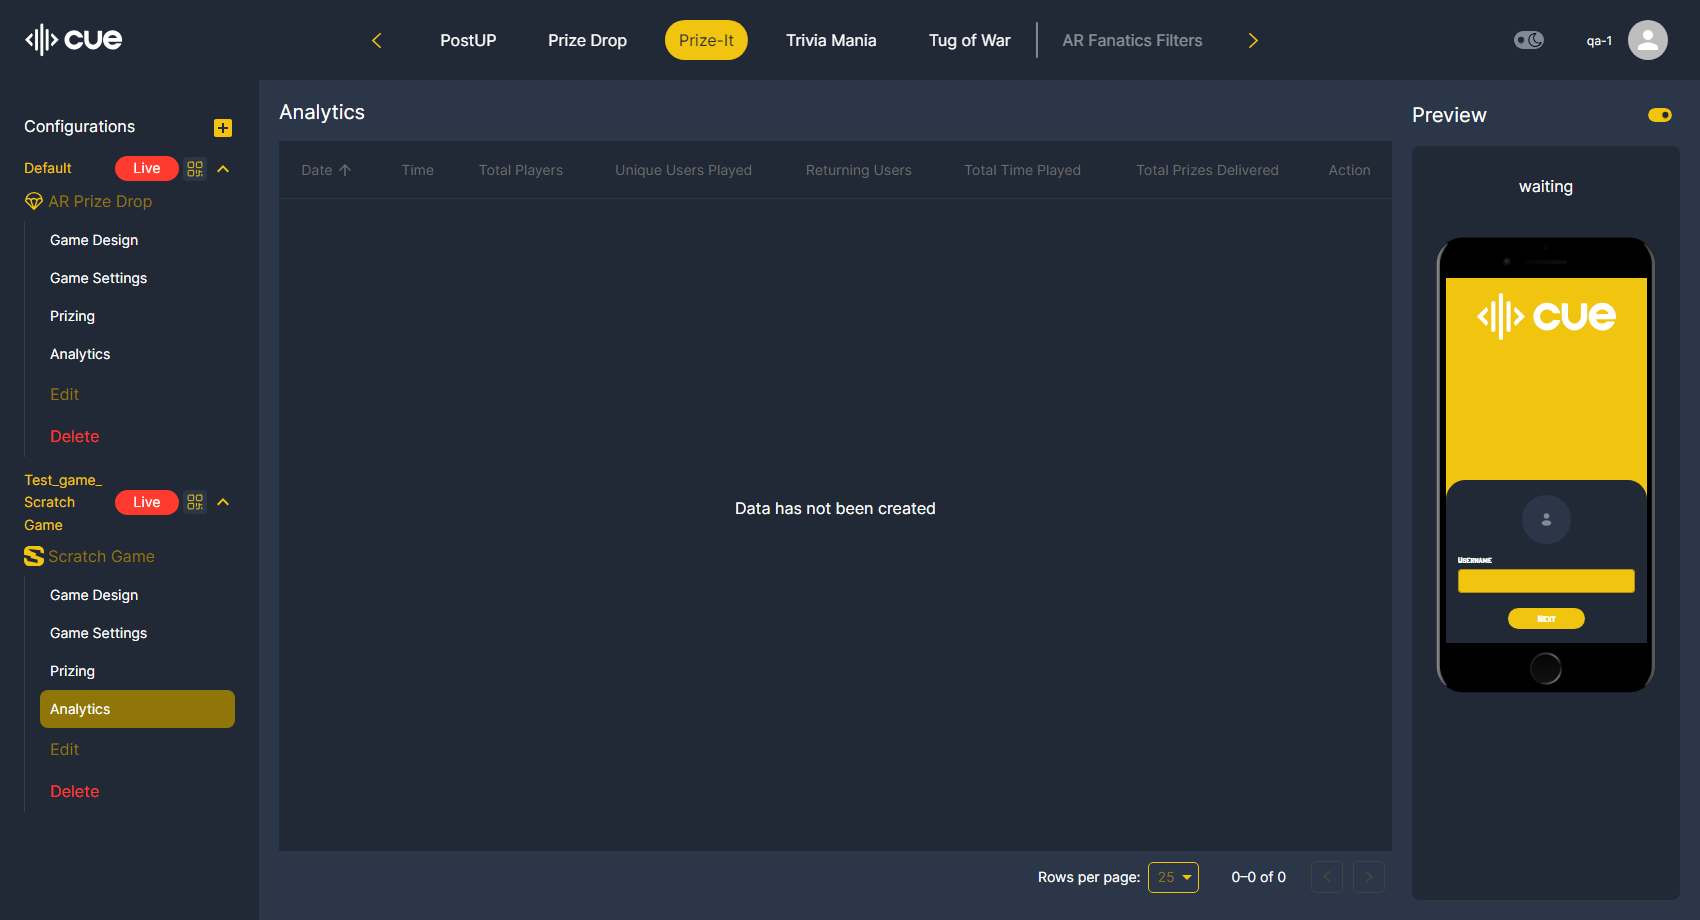 cue
PostUP
Prize Drop
Prize-It
Trivia Mania
Tug of War
AR Fanatics Filters
qa-1
Configurations
Default
Live
AR Prize Drop
Game Design
Game Settings
Prizing
Analytics
Edit
Delete
Test_game_
Scratch
Game
Live
Scratch Game
Game Design
Game Settings
Prizing
Analytics
Edit
Delete
Analytics
Date
Time
Total Players
Unique Users Played
Returning Users
Total Time Played
Total Prizes Delivered
Action
Data has not been created
Rows per page:
25
0–0 of 0
Preview
waiting
cue
Username
Next